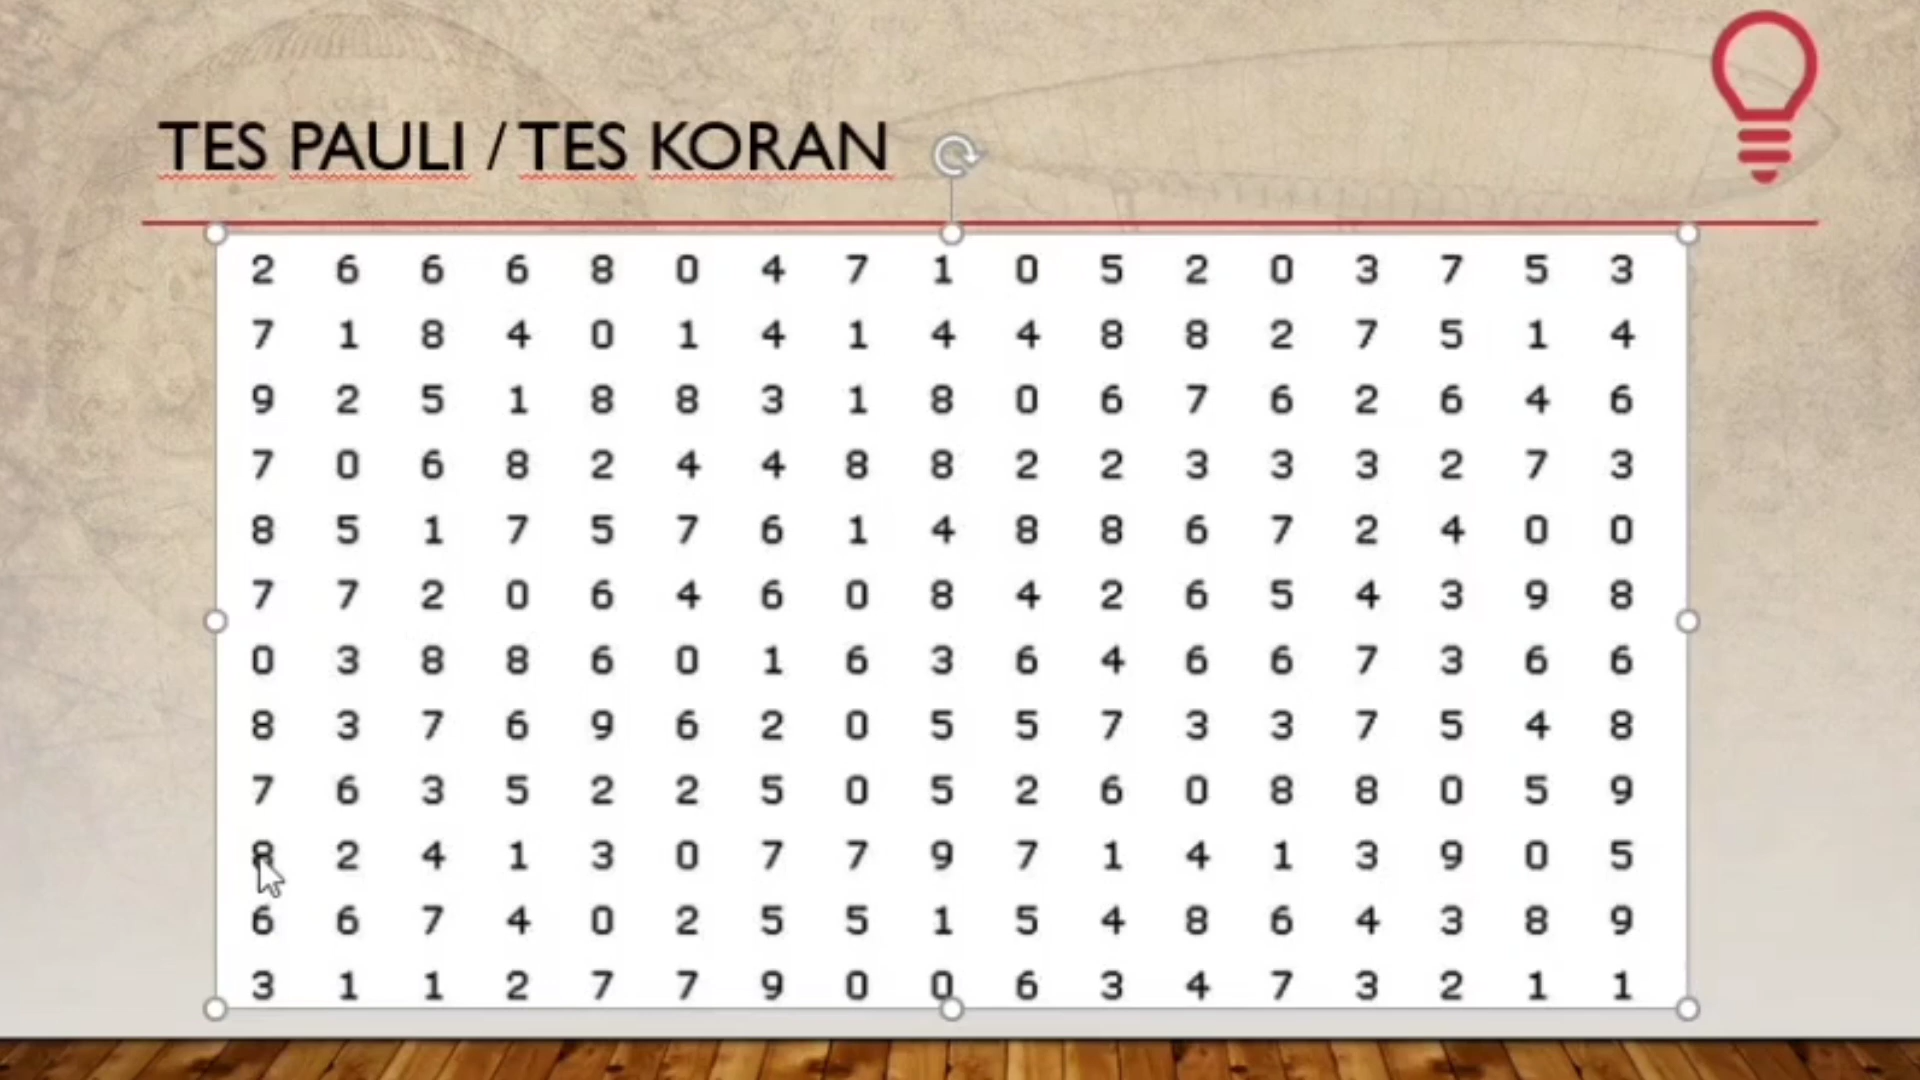 TES PAULI / TES KORAN
2 6 6 6 8 0 4 7 1 0 5 2 0 3 7 5 3
7 1 8 4 0 1 4 1 4 4 8 8 2 7 5 1 4
9 2 5 1 8 8 3 1 8 0 6 7 6 2 6 4 6
7 0 6 8 2 4 4 8 8 2 2 3 3 3 2 7 3
8 5 1 7 5 7 6 1 4 8 8 6 7 2 4 0 0
7 7 2 0 6 4 6 0 8 4 2 6 5 4 3 9 8
0 3 8 8 6 0 1 6 3 6 4 6 6 7 3 6 6
8 3 7 6 9 6 2 0 5 5 7 3 3 7 5 4 8
7 6 3 5 2 2 5 0 5 2 6 0 8 8 0 5 9
8 2 4 1 3 0 7 7 9 7 1 4 1 3 9 0 5
6 6 7 4 0 2 5 5 1 5 4 8 6 4 3 8 9
3 1 1 2 7 7 9 0 0 6 3 4 7 3 2 1 1